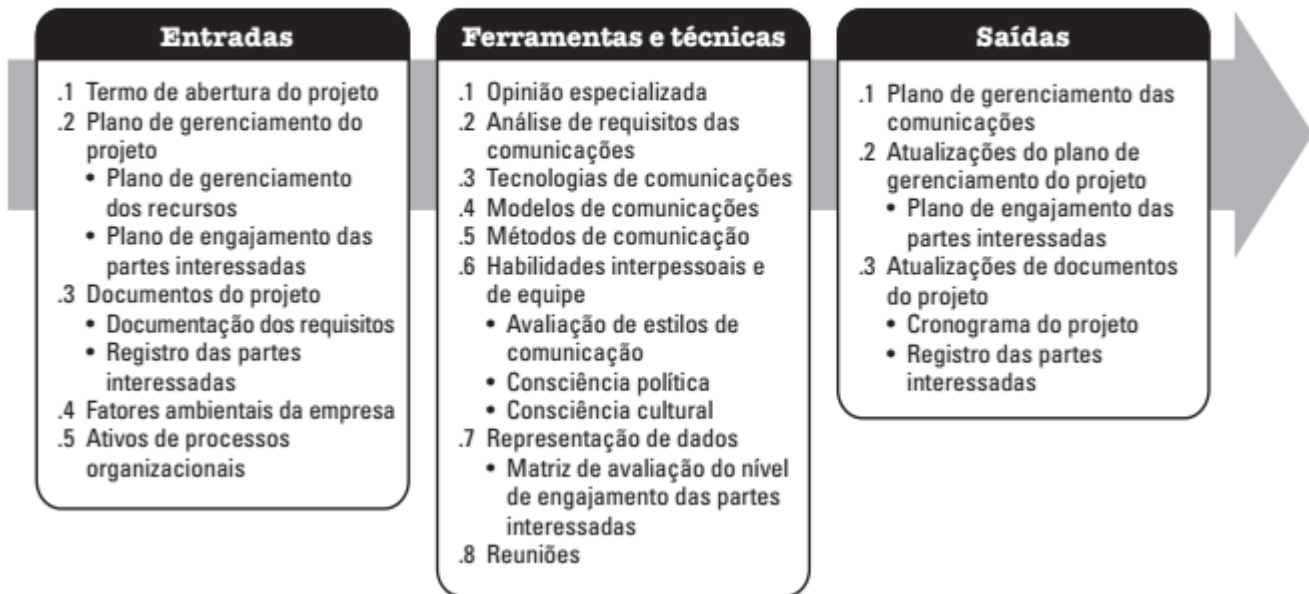 Entradas
.1 Termo de abertura do projeto
.2 Plano de gerenciamento do
projeto
• Plano de gerenciamento
dos recursos
• Plano de engajamento das
partes interessadas
.3 Documentos do projeto
• Documentação dos requisitos
• Registro das partes
interessadas
.4 Fatores ambientais da empresa
.5 Ativos de processos
organizacionais
Ferramentas e técnicas
.1 Opinião especializada
.2 Análise de requisitos das
comunicações
.3 Tecnologias de comunicações
.4 Modelos de comunicações
.5 Métodos de comunicação
.6 Habilidades interpessoais e
de equipe
• Avaliação de estilos de
comunicação
• Consciência política
• Consciência cultural
.7 Representação de dados
• Matriz de avaliação do nível
de engajamento das partes
interessadas
.8 Reuniões
Saídas
.1 Plano de gerenciamento das
comunicações
.2 Atualizações do plano de
gerenciamento do projeto
• Plano de engajamento das
partes interessadas
.3 Atualizações de documentos
do projeto
• Cronograma do projeto
• Registro das partes
interessadas